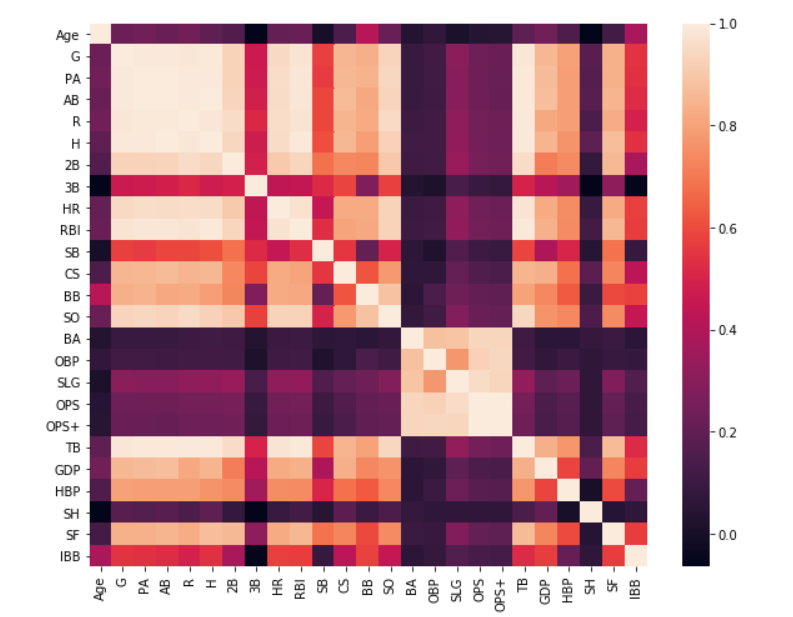 Age
G
PA
AB
R
H
2B
3B
HR
RBI
SB
CS
BB
SO
BA
OBP
SLG
OPS
OPS+
TB
GDP
HBP
SH
SF
IBB
Age G PA AB R H 2B 3B HR RBI SB CS BB SO BA OBP SLG OPS OPS+ TB GDP HBP SH SF IBB
1.0
0.8
0.6
0.4
0.2
0.0